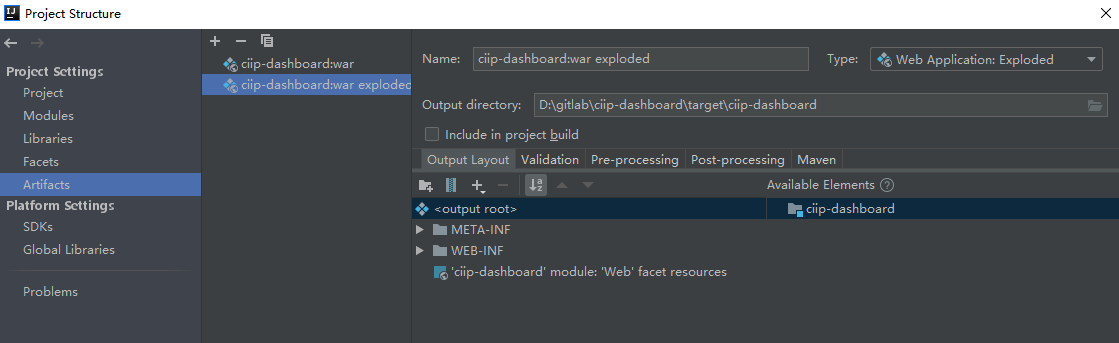 Project Structure
Project Settings
Project
Modules
Libraries
Facets
Artifacts
Platform Settings
SDKs
Global Libraries
Problems
ciip-dashboard:war
ciip-dashboard:war exploded
Name: ciip-dashboard:war exploded Type: Web Application: Exploded
Output directory: D:\gitlab\ciip-dashboard\target\ciip-dashboard
Include in project build
Output Layout Validation Pre-processing Post-processing Maven
Available Elements ?
<output root>
META-INF
WEB-INF
'ciip-dashboard' module: 'Web' facet resources
ciip-dashboard